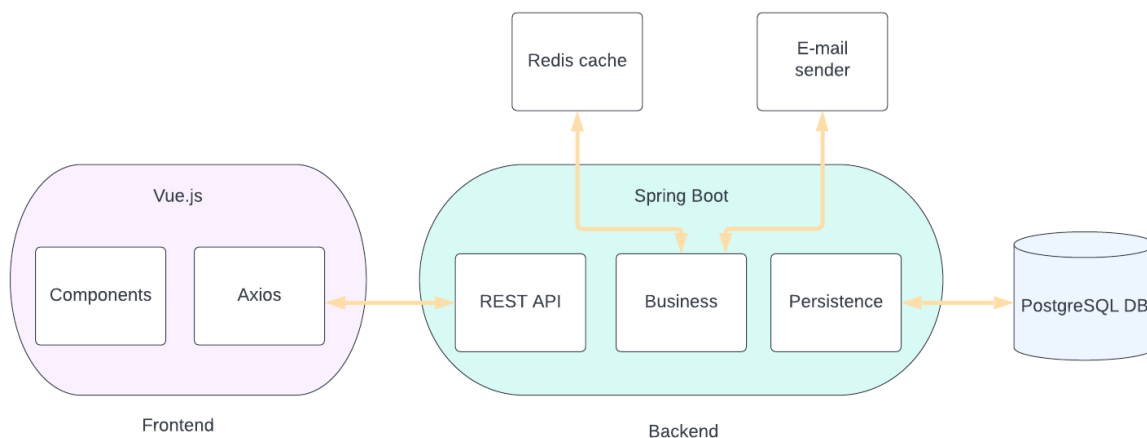 Redis cache
E-mail
sender
Vue.js
Spring Boot
Components
Axios
REST API
Business
Persistence
PostgreSQL DB
Frontend
Backend